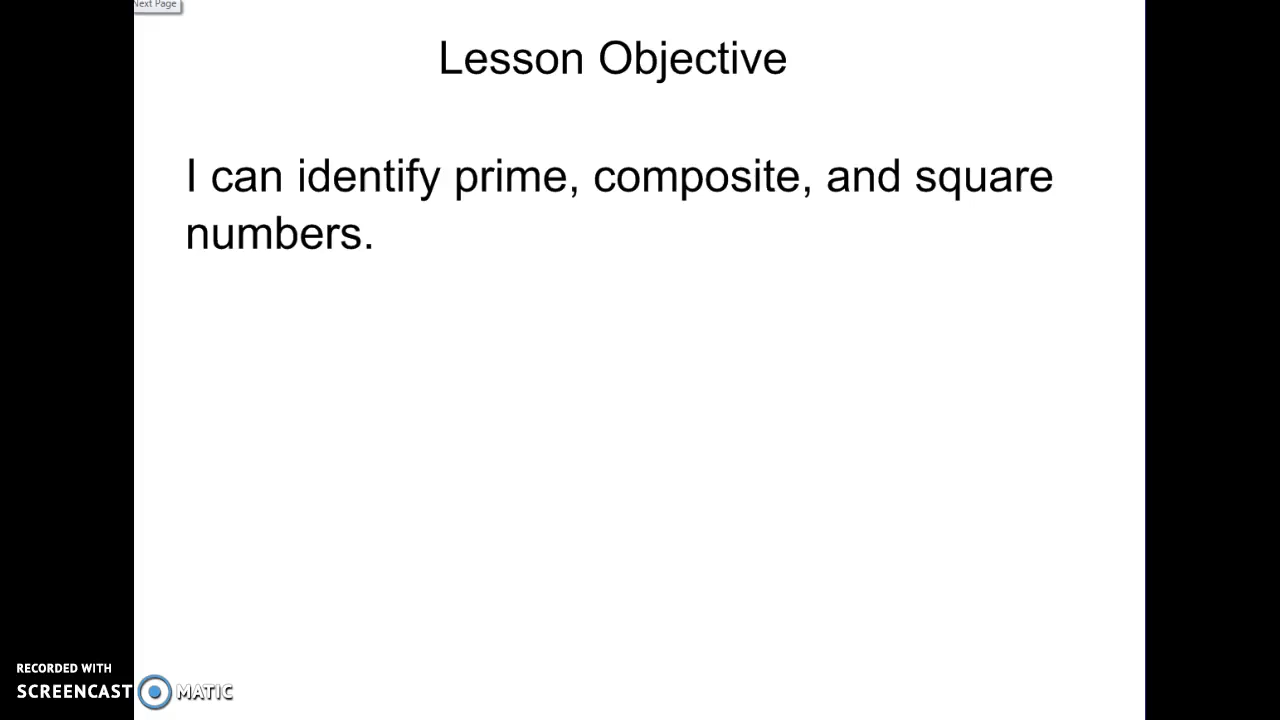 Next Page
Lesson Objective
I can identify prime, composite, and square
numbers.
RECORDED WITH
SCREENCAST MATIC